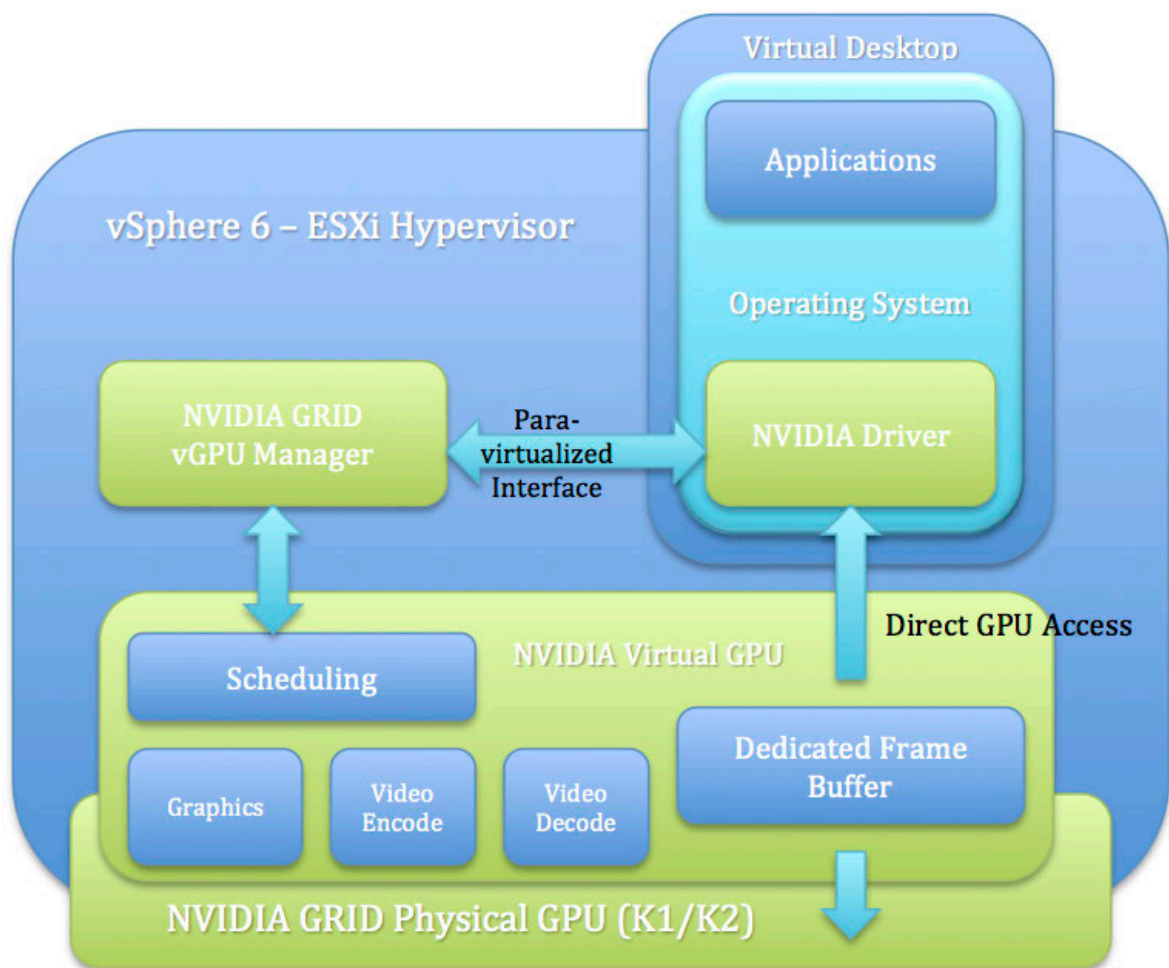 Virtual Desktop
Applications
vSphere 6 – ESXi Hypervisor
Operating System
NVIDIA GRID
vGPU Manager
Para-
virtualized
Interface
NVIDIA Driver
Direct GPU Access
NVIDIA Virtual GPU
Scheduling
Dedicated Frame
Buffer
Graphics
Video
Encode
Video
Decode
NVIDIA GRID Physical GPU (K1/K2)